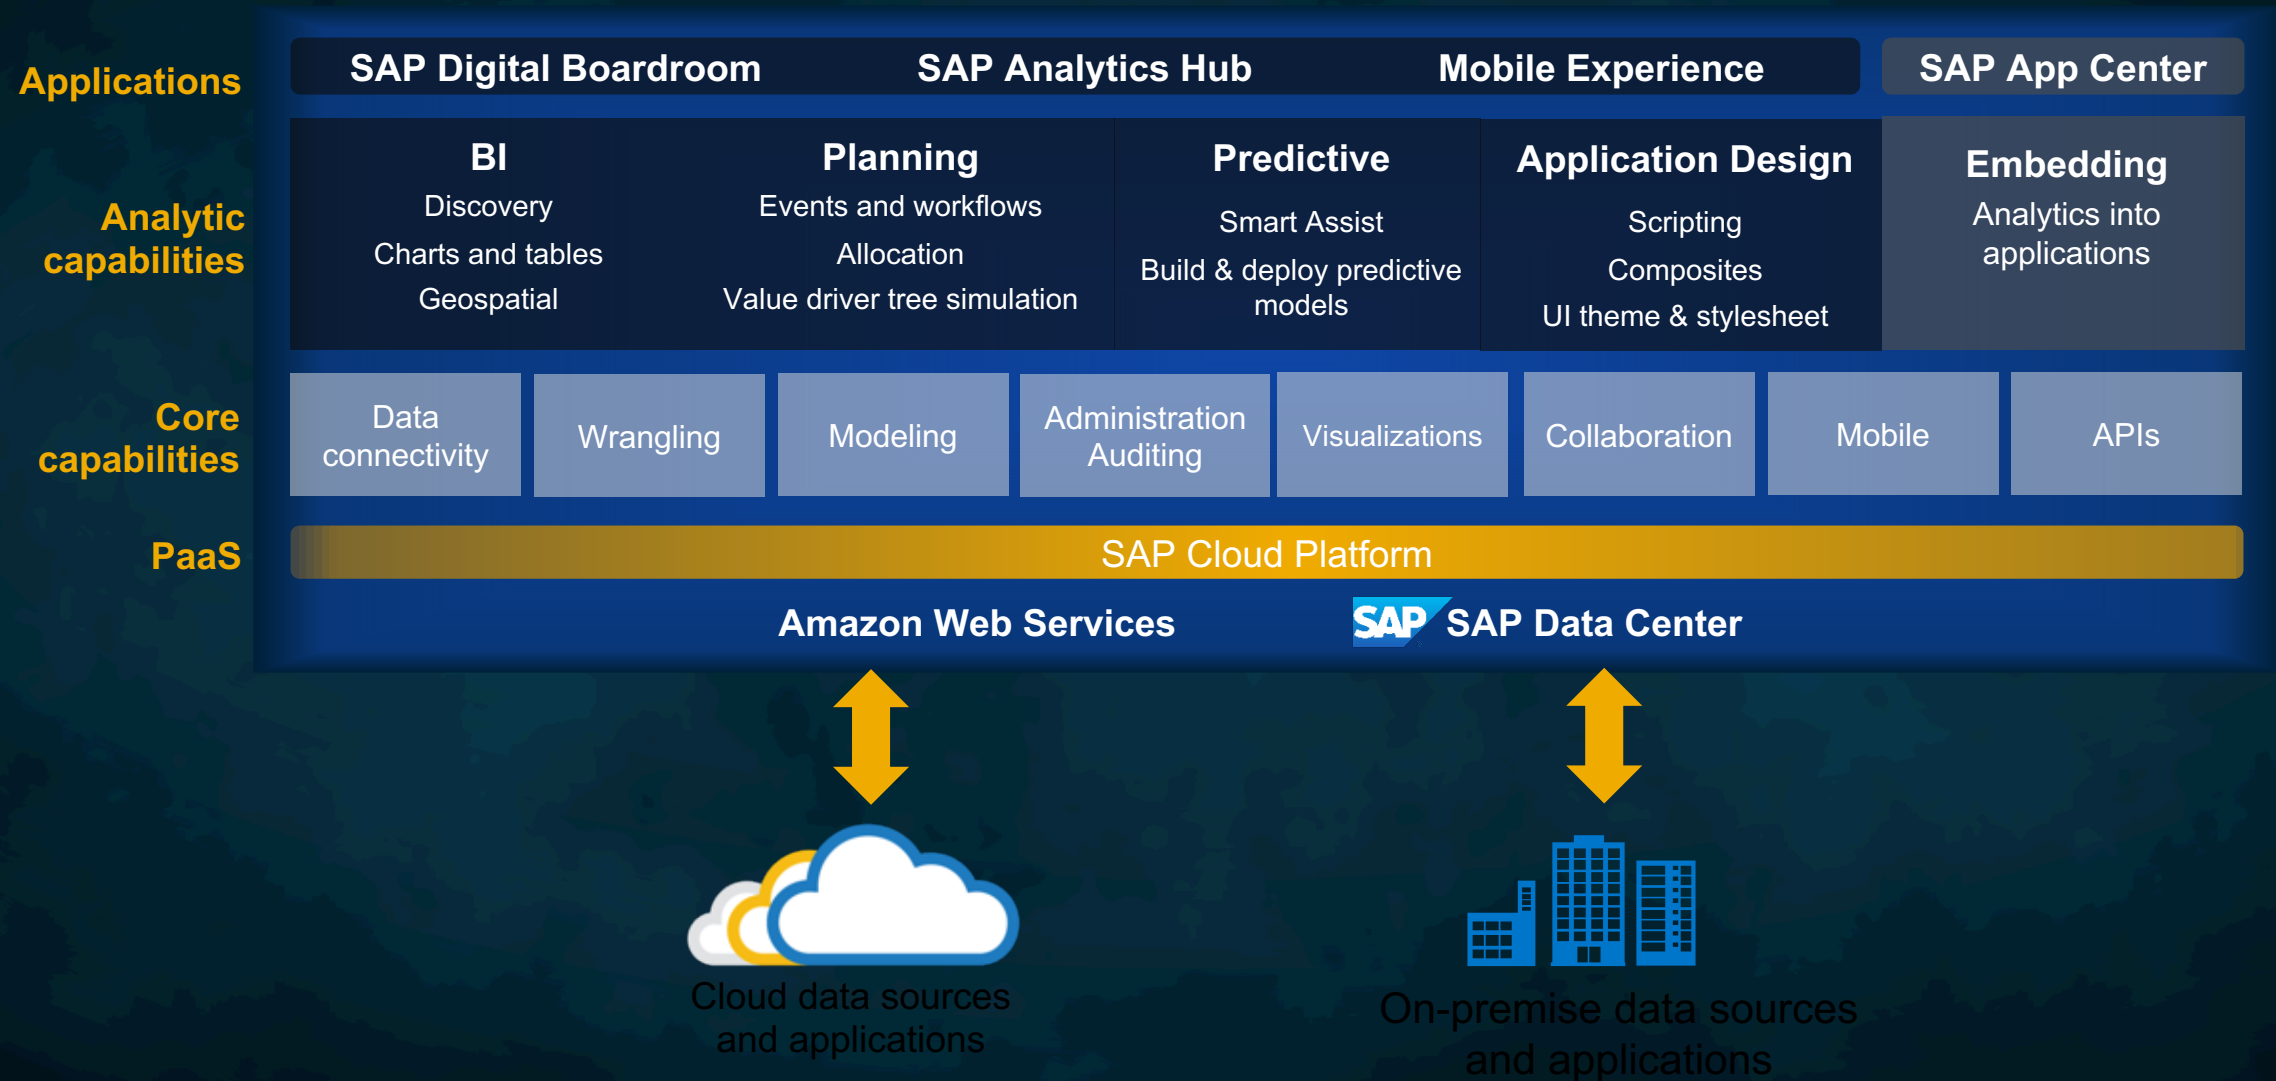 Applications
SAP Digital Boardroom
SAP Analytics Hub
Mobile Experience
SAP App Center
Analytic
capabilities
BI
Discovery
Charts and tables
Geospatial
Planning
Events and workflows
Allocation
Value driver tree simulation
Predictive
Smart Assist
Build & deploy predictive
models
Application Design
Scripting
Composites
UI theme & stylesheet
Embedding
Analytics into
applications
Core
capabilities
Data
connectivity
Wrangling
Modeling
Administration
Auditing
Visualizations
Collaboration
Mobile
APIs
PaaS
SAP Cloud Platform
Amazon Web Services
SAP SAP Data Center
Cloud data sources
and applications
On-premise data sources
and applications